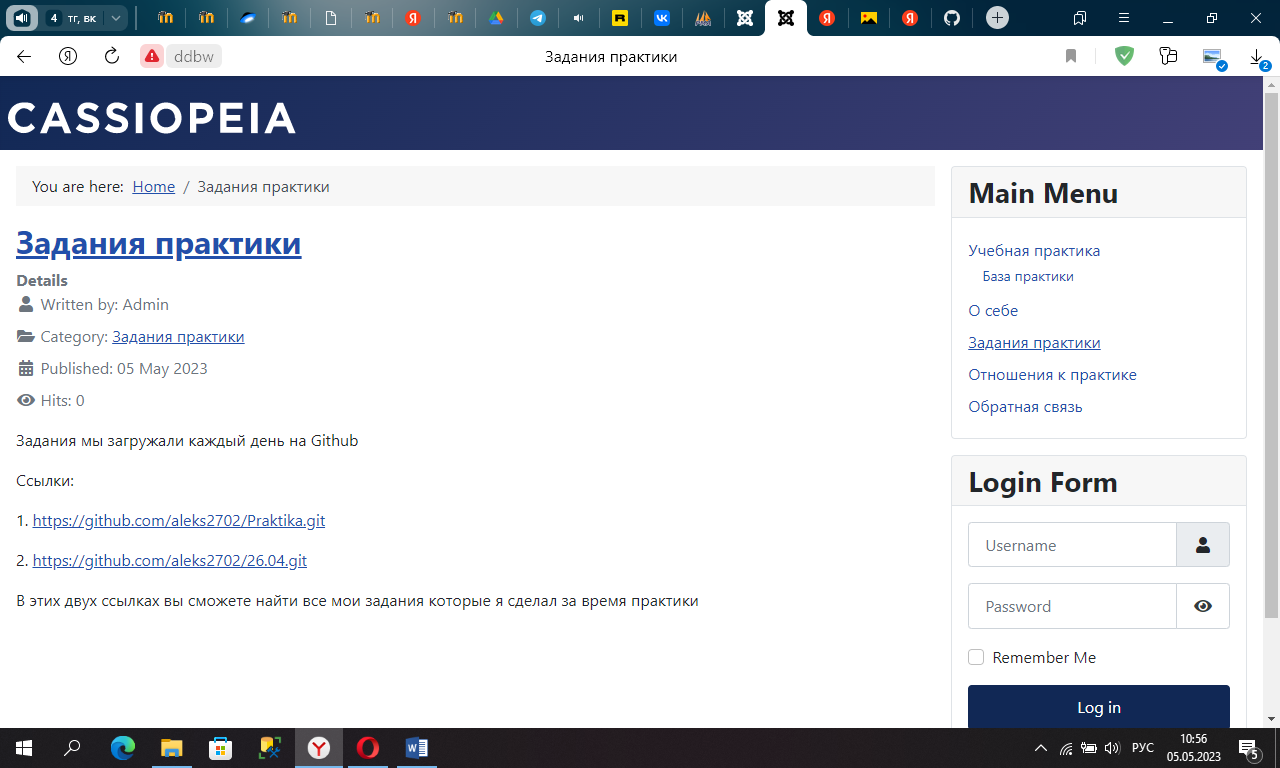 4 тг, вк
ddbw
Задания практики
2
CASSIOPEIA
You are here: Home / Задания практики
Задания практики
Details
Written by: Admin
Category: Задания практики
Published: 05 May 2023
Hits: 0
Задания мы загружали каждый день на Github
Ссылки:
1. https://github.com/aleks2702/Praktika.git
2. https://github.com/aleks2702/26.04.git
В этих двух ссылках вы сможете найти все мои задания которые я сделал за время практики
Main Menu
Учебная практика
База практики
О себе
Задания практики
Отношения к практике
Обратная связь
Login Form
Username
Password
Remember Me
Log in
РУС
10:56
05.05.2023
5